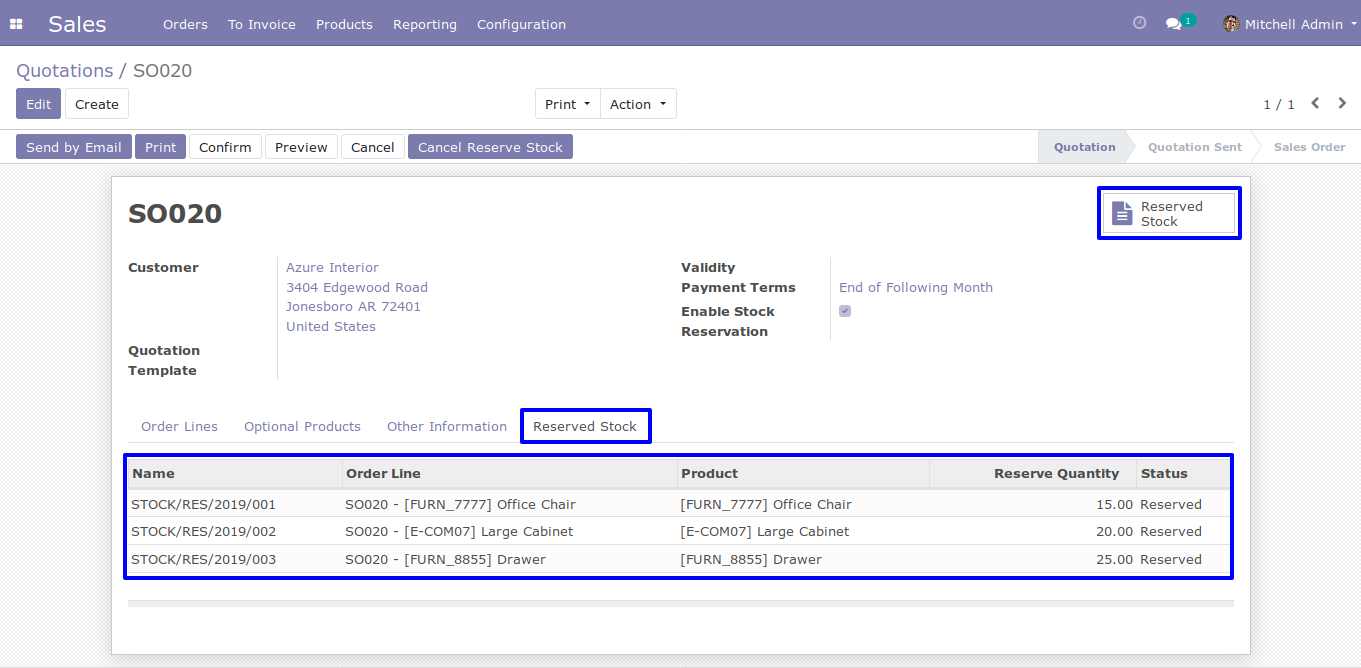 Sales Orders To Invoice Products Reporting Configuration 1 Mitchell Admin
Quotations / SO020
Edit Create Print Action 1 / 1
Send by Email Print Confirm Preview Cancel Cancel Reserve Stock Quotation Quotation Sent Sales Order
SO020
Reserved
Stock
Customer
Azure Interior
3404 Edgewood Road
Jonesboro AR 72401
United States
Quotation
Template
Validity
Payment Terms End of Following Month
Enable Stock
Reservation
Order Lines Optional Products Other Information Reserved Stock
Name Order Line Product Reserve Quantity Status
STOCK/RES/2019/001 SO020 - [FURN_7777] Office Chair [FURN_7777] Office Chair 15.00 Reserved
STOCK/RES/2019/002 SO020 - [E-COM07] Large Cabinet [E-COM07] Large Cabinet 20.00 Reserved
STOCK/RES/2019/003 SO020 - [FURN_8855] Drawer [FURN_8855] Drawer 25.00 Reserved